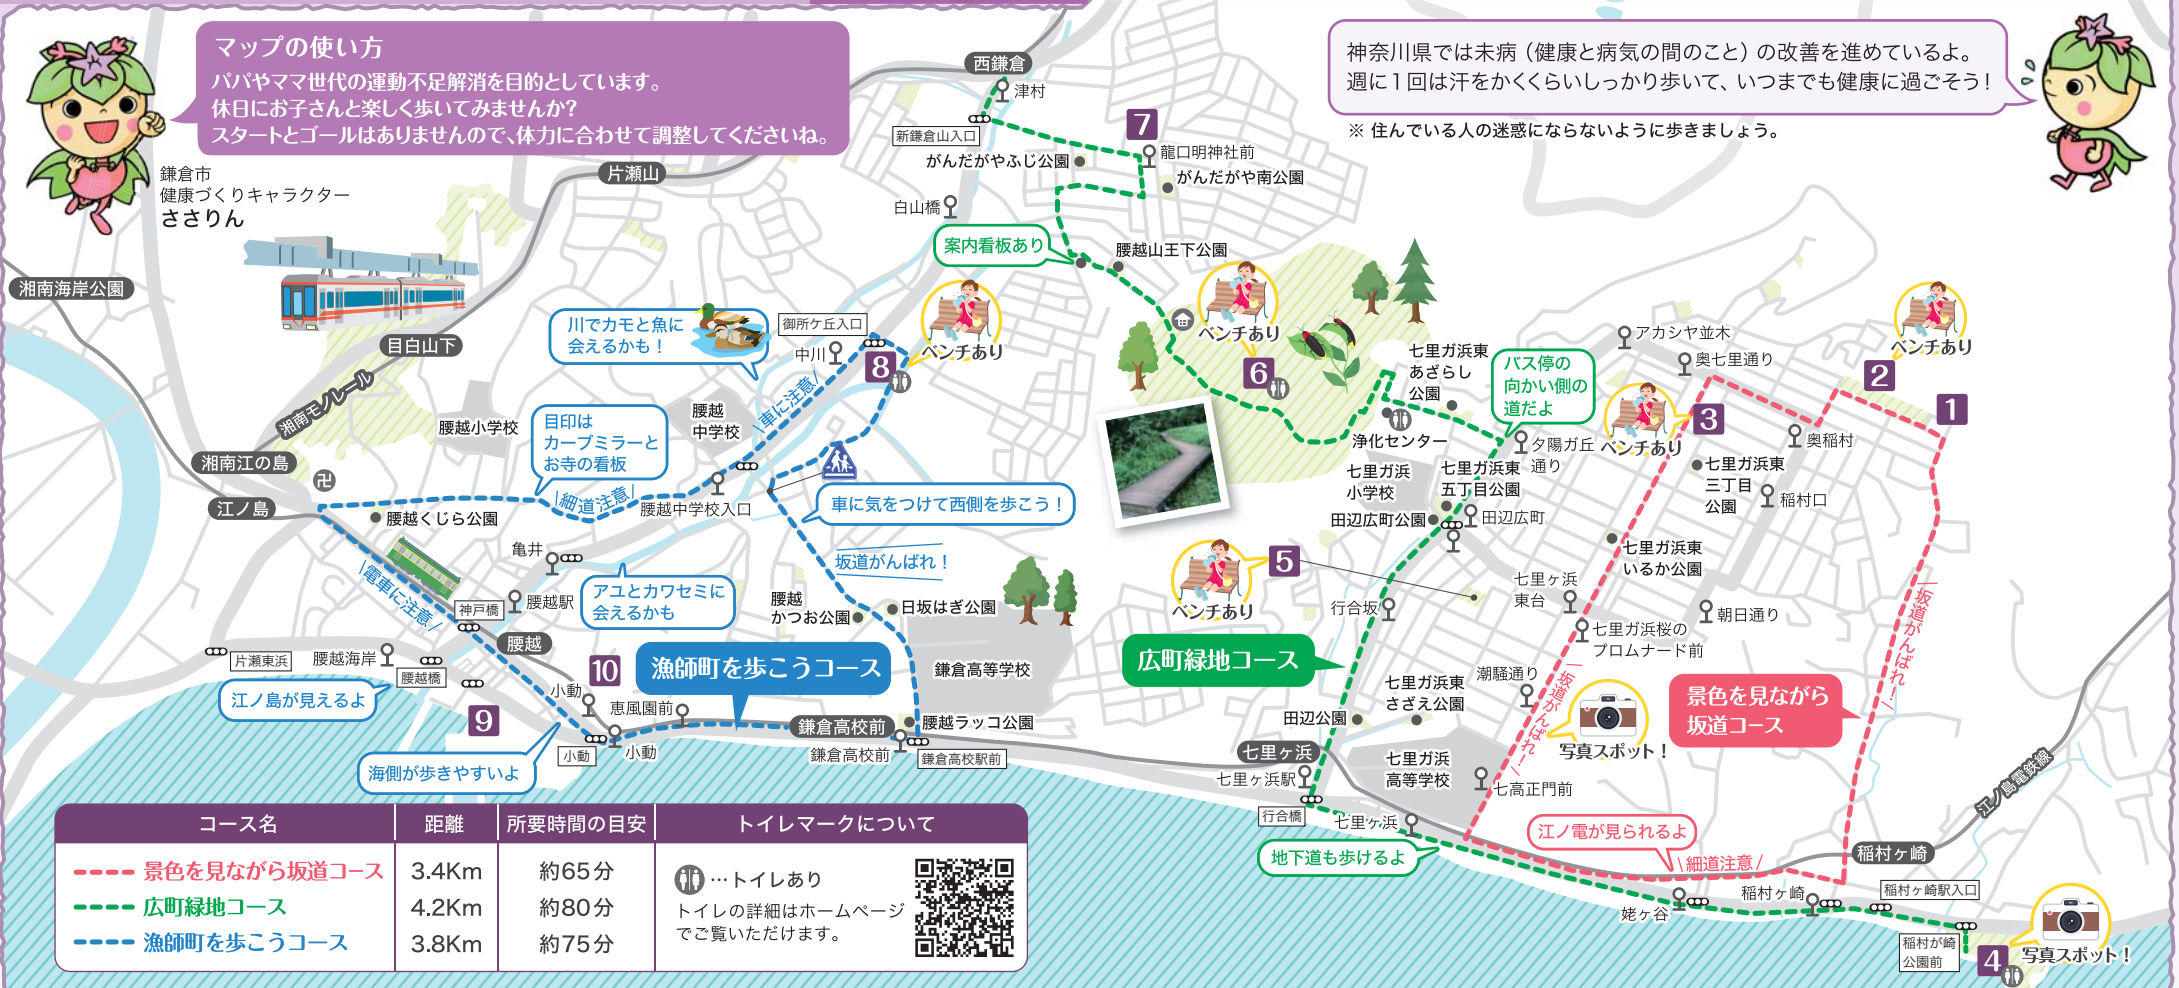 マップの使い方
パパやママ世代の運動不足解消を目的としています。
休日にお子さんと楽しく歩いてみませんか?
スタートとゴールはありませんので、体力に合わせて調整してくださいね。
鎌倉市
健康づくりキャラクター
ささりん
神奈川県では未病（健康と病気の間のこと）の改善を進めているよ。
週に1回は汗をかくくらいしっかり歩いて、いつまでも健康に過ごそう!
※ 住んでいる人の迷惑にならないように歩きましょう。
西鎌倉
津村
新鎌倉山入口
7
龍口明神社前
がんだがやふじ公園
がんだがや南公園
片瀬山
白山橋
案内看板あり
腰越山王下公園
湘南海岸公園
目白山下
湘南モノレール
川でカモと魚に
会えるかも！
御所ケ丘入口
中川
8
ベンチあり
ベンチあり
6
七里ガ浜東
あざらし
公園
バス停の
向かい側の
道だよ
アカシヤ並木
奥七里通り
ベンチあり
2
1
3
ベンチあり
奥稲村
腰越小学校
腰越
中学校
車に注意
目印は
カーブミラーと
お寺の看板
細道注意
腰越中学校入口
湘南江の島
卍
江ノ島
腰越くじら公園
車に気をつけて西側を歩こう！
浄化センター
夕陽ガ丘
通り
七里ガ浜
小学校
七里ガ浜東
五丁目公園
田辺広町公園
田辺広町
七里ガ浜東
三丁目
公園
稲村口
亀井
坂道がんばれ！
電車に注意
神戸橋
腰越駅
アユとカワセミに
会えるかも
腰越
かつお公園
日坂はぎ公園
5
ベンチあり
行合坂
七里ヶ浜
東台
七里ガ浜東
いるか公園
朝日通り
七里ガ浜桜の
プロムナード前
坂道がんばれ！
片瀬東浜
腰越海岸
腰越橋
腰越
10
漁師町を歩こうコース
鎌倉高等学校
広町緑地コース
江ノ島が見えるよ
9
小動
恵風園前
鎌倉高校前
腰越ラッコ公園
小動
小動
鎌倉高校前
鎌倉高校駅前
海側が歩きやすいよ
七里ガ浜東
さざえ公園
潮騒通り
坂道がんばれ！
写真スポット！
景色を見ながら
坂道コース
田辺公園
七里ヶ浜
七里ヶ浜駅
行合橋
七里ガ浜
高等学校
七高正門前
七里ヶ浜
地下道も歩けるよ
江ノ電が見られるよ
細道注意
江ノ島電鉄線
稲村ヶ崎
姥ヶ谷
稲村ヶ崎
稲村ヶ崎駅入口
稲村が崎
公園前
4
写真スポット！
コース名 距離 所要時間の目安 トイレマークについて
景色を見ながら坂道コース 3.4Km 約65分
広町緑地コース 4.2Km 約80分
漁師町を歩こうコース 3.8Km 約75分
…トイレあり
トイレの詳細はホームページ
でご覧いただけます。